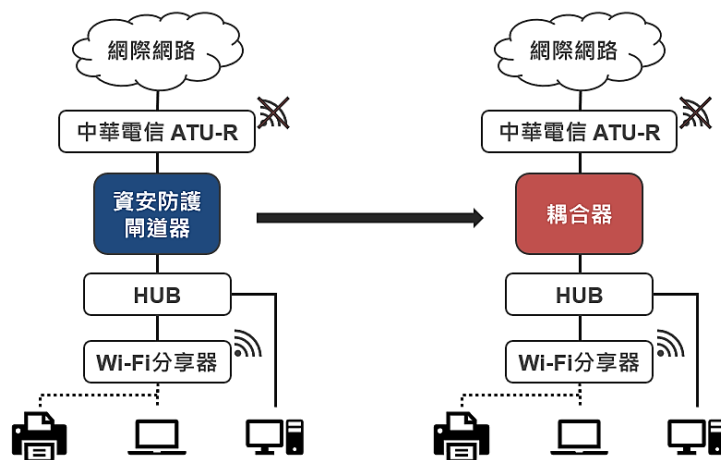 網際網路
中華電信 ATU-R
資安防護
閘道器
HUB
Wi-Fi分享器
網際網路
中華電信 ATU-R
耦合器
HUB
Wi-Fi分享器